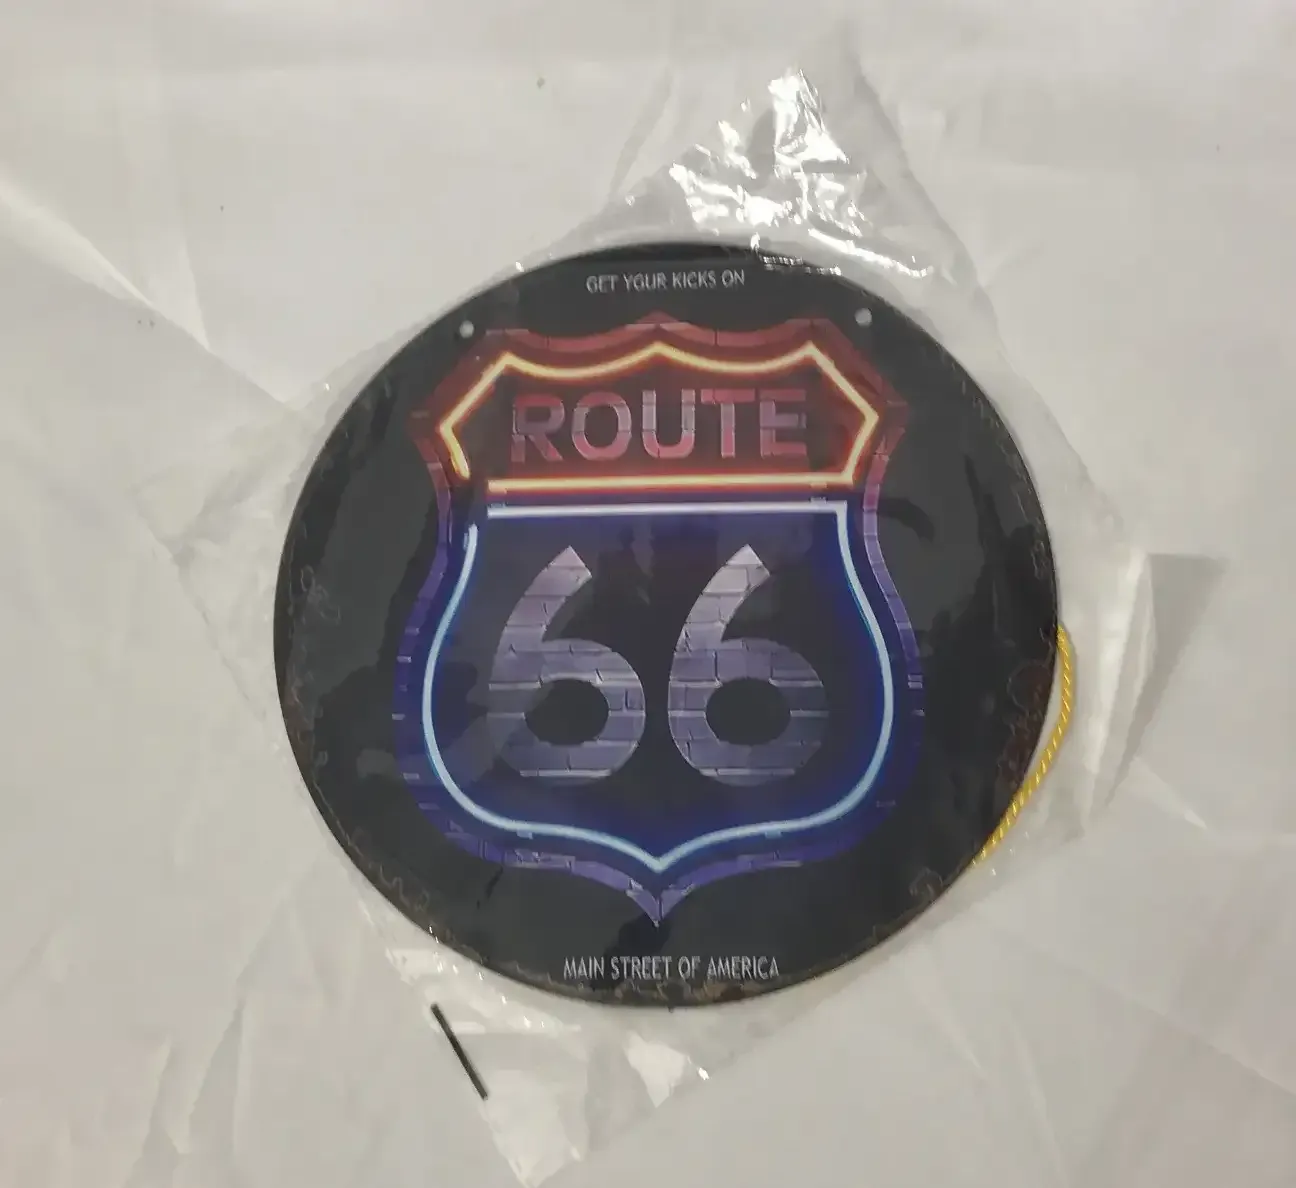 GET YOUR KICKS ON
ROUTE
66
MAIN STREET OF AMERICA